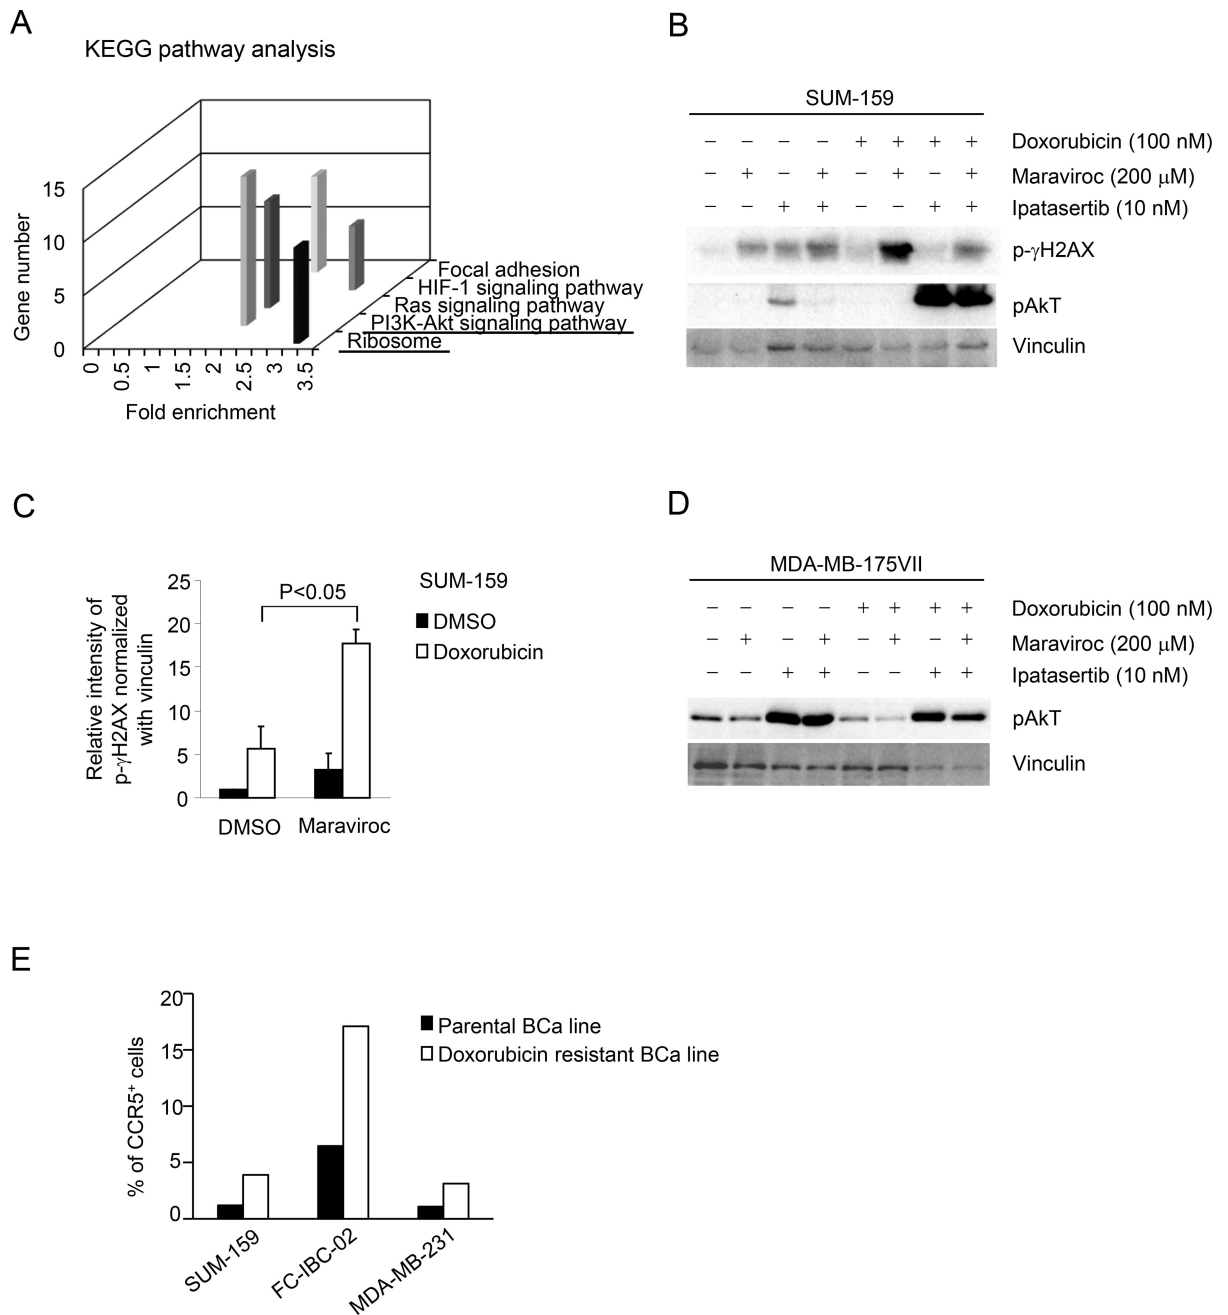 A
KEGG pathway analysis
Gene number
15
10
5
0
0
0.5
1
1.5
2
2.5
3
3.5
Fold enrichment
Focal adhesion
HIF-1 signaling pathway
Ras signaling pathway
PI3K-Akt signaling pathway
Ribosome
B
SUM-159
− − − − + + + + Doxorubicin (100 nM)
− + − + − + − + Maraviroc (200 μM)
− − + + − − + + Ipatasertib (10 nM)
p-γH2AX
pAkT
Vinculin
C
Relative intensity of
p-γH2AX normalized
with vinculin
25
20
15
10
5
0
P<0.05
DMSO
Maraviroc
SUM-159
DMSO
Doxorubicin
D
MDA-MB-175VII
− − − − + + + + Doxorubicin (100 nM)
− + − + − + − + Maraviroc (200 μM)
− − + + − − + + Ipatasertib (10 nM)
pAkT
Vinculin
E
% of CCR5+ cells
20
15
10
5
0
SUM-159
FC-IBC-02
MDA-MB-231
Parental BCa line
Doxorubicin resistant BCa line